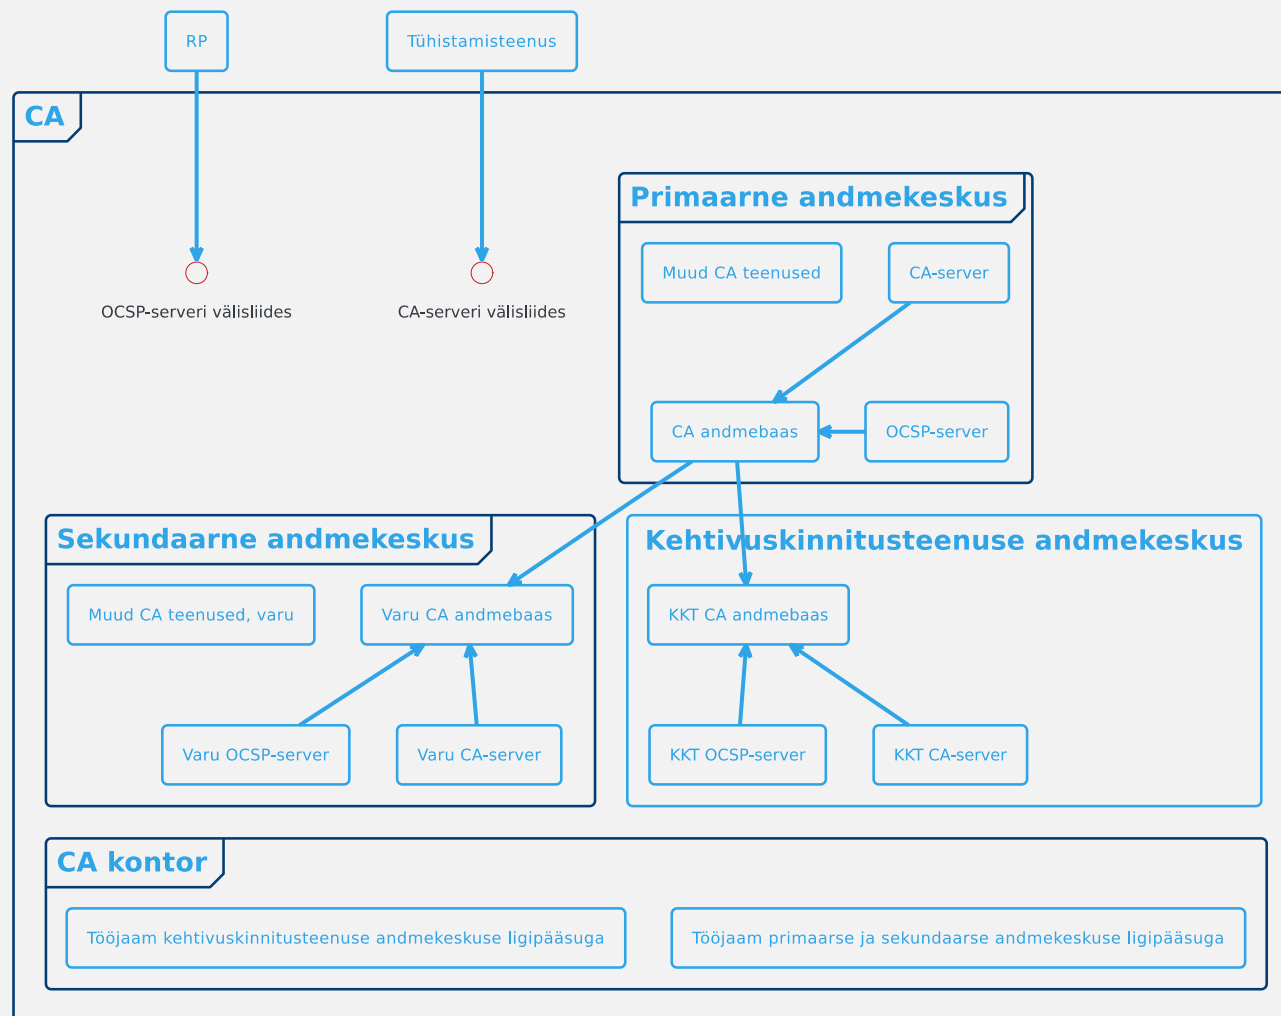 RP
Tühistamisteenus
CA
Primaarne andmekeskus
Muud CA teenused
CA-server
OCSP-serveri välisliides
CA-serveri välisliides
CA andmebaas
OCSP-server
Sekundaarne andmekeskus
Kehtivuskinnitusteenuse andmekeskus
Muud CA teenused, varu
Varu CA andmebaas
KKT CA andmebaas
Varu OCSP-server
Varu CA-server
KKT OCSP-server
KKT CA-server
CA kontor
Tööjaam kehtivuskinnitusteenuse andmekeskuse ligipääsuga
Tööjaam primaarse ja sekundaarse andmekeskuse ligipääsuga